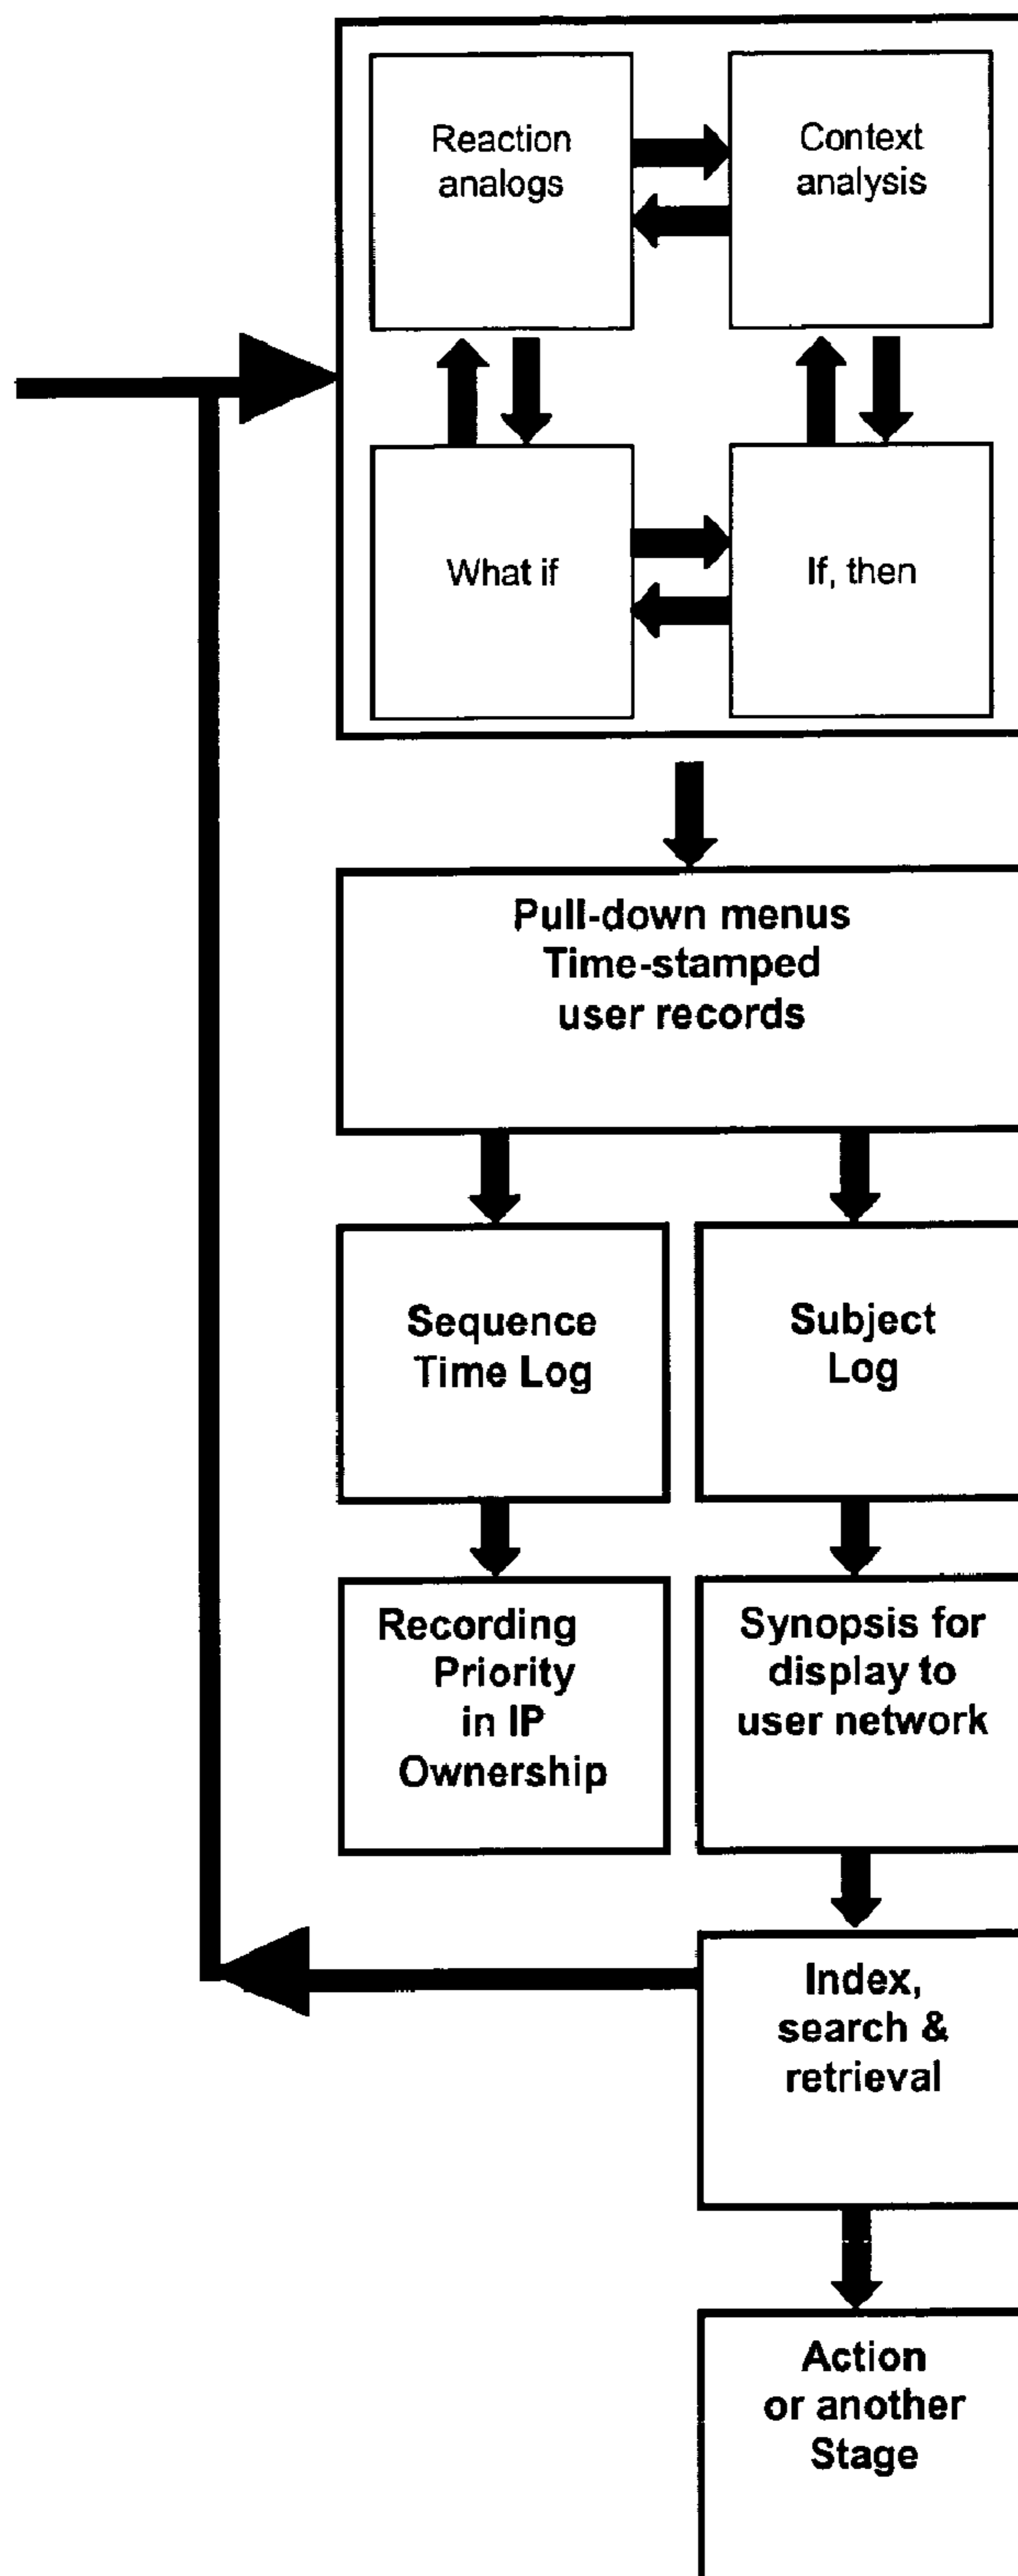 Reaction
analogs
Context
analysis
What if
If, then
Pull-down menus
Time-stamped
user records
Sequence
Time Log
Subject
Log
Recording
Priority
in IP
Ownership
Synopsis for
display to
user network
Index,
search &
retrieval
Action
or another
Stage